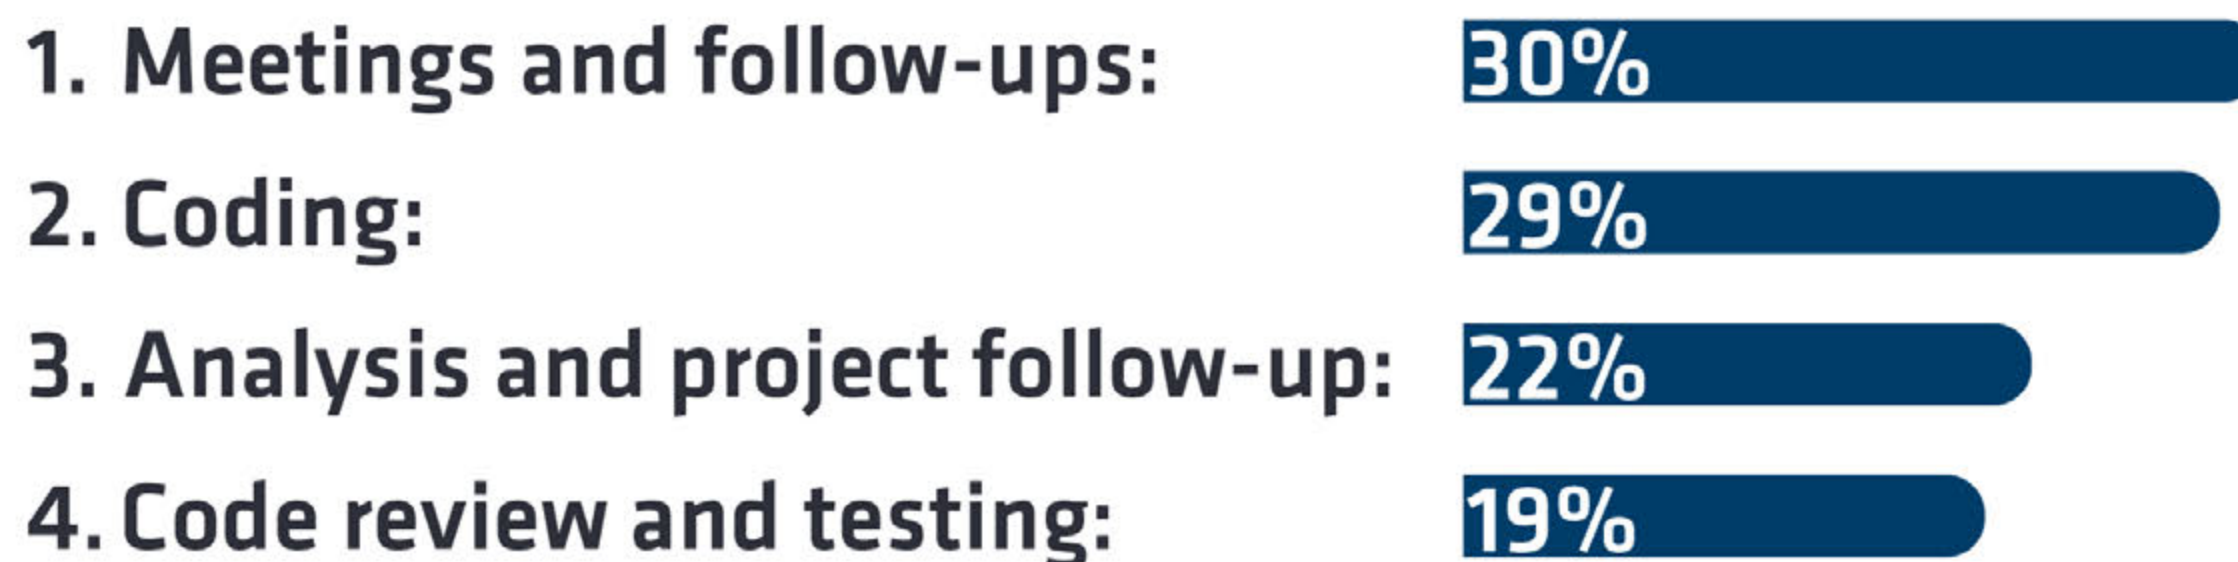 1. Meetings and follow-ups: 30%
2. Coding: 29%
3. Analysis and project follow-up: 22%
4. Code review and testing: 19%